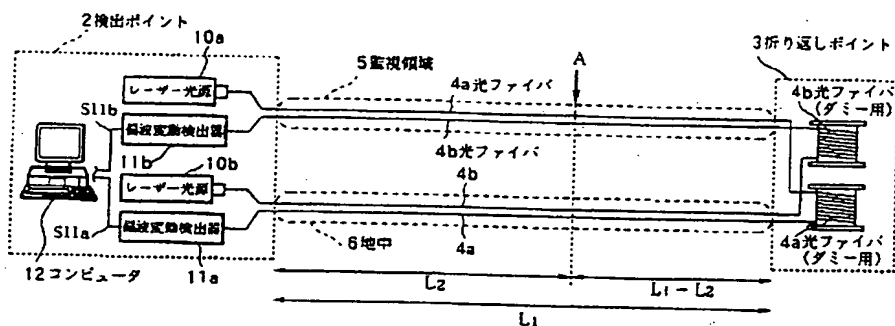 2検出ポイント
10a
レーザー光源
S11b
偏波変動検出器
11b
10b
レーザー光源
S11a
偏波変動検出器
12コンピュータ
11a
5監視領域
4a光ファイバ
4b光ファイバ
A
4b
4a
6地中
3折り返しポイント
4b光ファイバ
(ダミー用)
4a光ファイバ
(ダミー用)
L2
L1－L2
L1